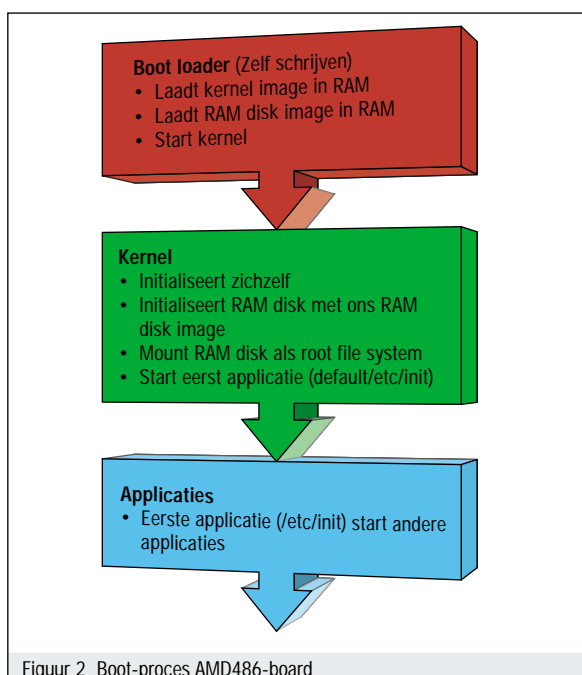 Boot loader (Zelf schrijven)
• Laadt kernel image in RAM
• Laadt RAM disk image in RAM
• Start kernel
Kernel
• Initialiseert zichzelf
• Initialiseert RAM disk met ons RAM
disk image
• Mount RAM disk als root file system
• Start eerst applicatie (default/etc/init)
Applicaties
• Eerste applicatie (/etc/init) start andere
applicaties
Figuur 2 Boot-proces AMD486-board